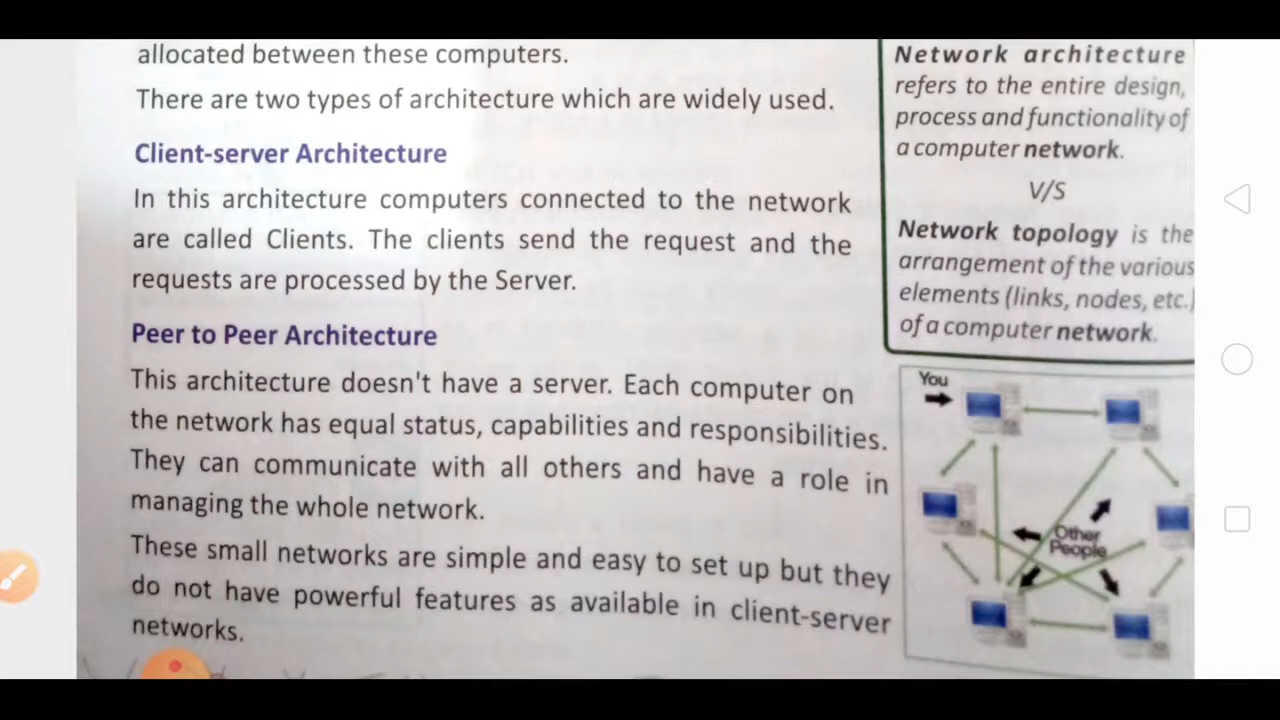 allocated between these computers.
There are two types of architecture which are widely used.
Client-server Architecture
In this architecture computers connected to the network
are called Clients. The clients send the request and the
requests are processed by the Server.
Peer to Peer Architecture
This architecture doesn't have a server. Each computer on
the network has equal status, capabilities and responsibilities.
They can communicate with all others and have a role in
managing the whole network.
These small networks are simple and easy to set up but they
do not have powerful features as available in client-server
networks.
Network architecture
refers to the entire design,
process and functionality of
a computer network.
V/S
Network topology is the
arrangement of the various
elements (links, nodes, etc.)
of a computer network.
You
Other
People